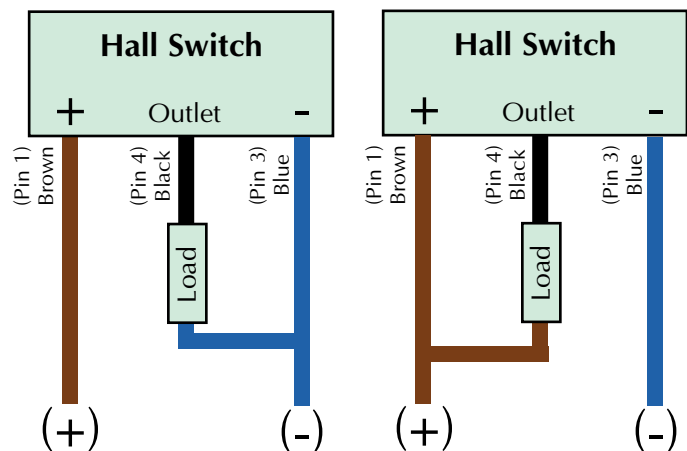 Hall Switch
+ Outlet -
(Pin 1)
Brown
(Pin 4)
Black
(Pin 3)
Blue
Load
(+) (-)
Hall Switch
+ Outlet -
(Pin 1)
Brown
(Pin 4)
Black
(Pin 3)
Blue
Load
(+) (-)